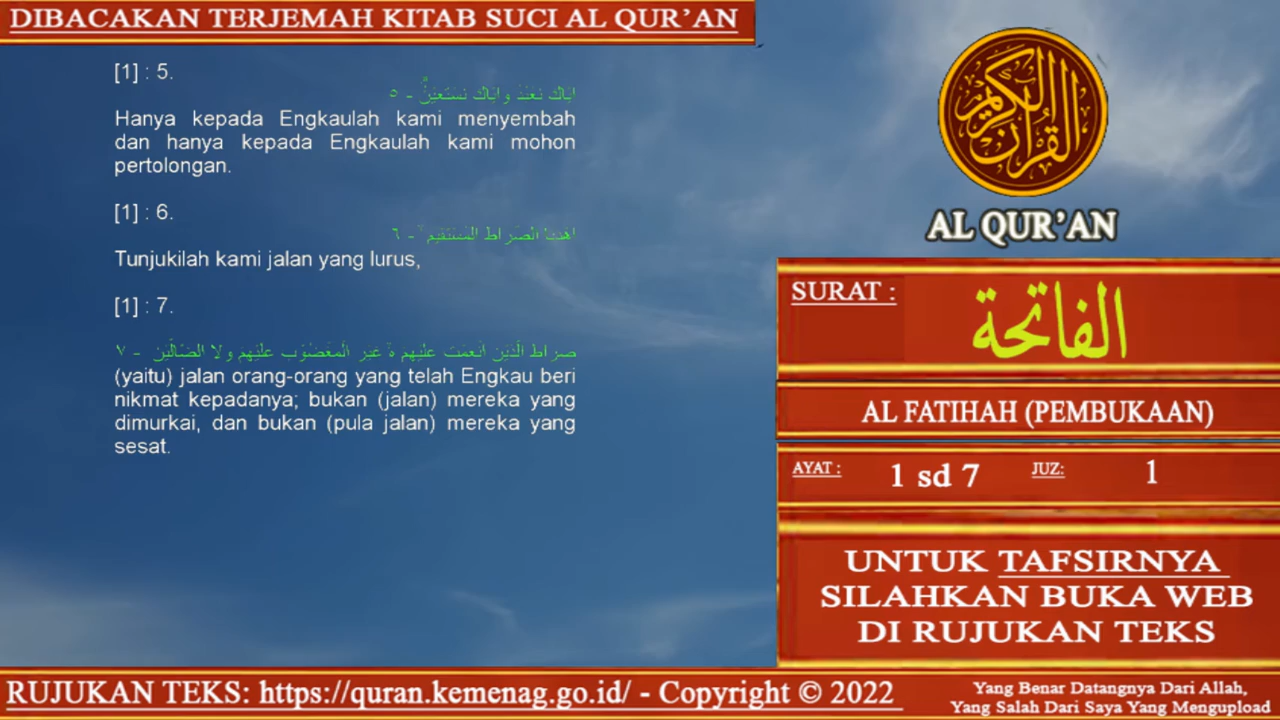 DIBACAKAN TERJEMAH KITAB SUCI AL QUR’AN
[1] : 5.
اِيَّاكَ نَعْبُدُ وَاِيَّاكَ نَسْتَعِيْنُۗ - ٥
Hanya kepada Engkaulah kami menyembah
dan hanya kepada Engkaulah kami mohon
pertolongan.
[1] : 6.
اِهْدِنَا الصِّرَاطَ الْمُسْتَقِيْمَ ۙ - ٦
Tunjukilah kami jalan yang lurus,
[1] : 7.
صِرَاطَ الَّذِيْنَ اَنْعَمْتَ عَلَيْهِمْ ەۙ غَيْرِ الْمَغْضُوْبِ عَلَيْهِمْ وَلَا الضَّاۤلِّيْنَ - ٧
(yaitu) jalan orang-orang yang telah Engkau beri
nikmat kepadanya; bukan (jalan) mereka yang
dimurkai, dan bukan (pula jalan) mereka yang
sesat.
القرآن الكريم
AL QUR’AN
SURAT :
الفاتحة
AL FATIHAH (PEMBUKAAN)
AYAT : 1 sd 7 JUZ: 1
UNTUK TAFSIRNYA
SILAHKAN BUKA WEB
DI RUJUKAN TEKS
RUJUKAN TEKS: https://quran.kemenag.go.id/ - Copyright © 2022
Yang Benar Datangnya Dari Allah,
Yang Salah Dari Saya Yang Mengupload